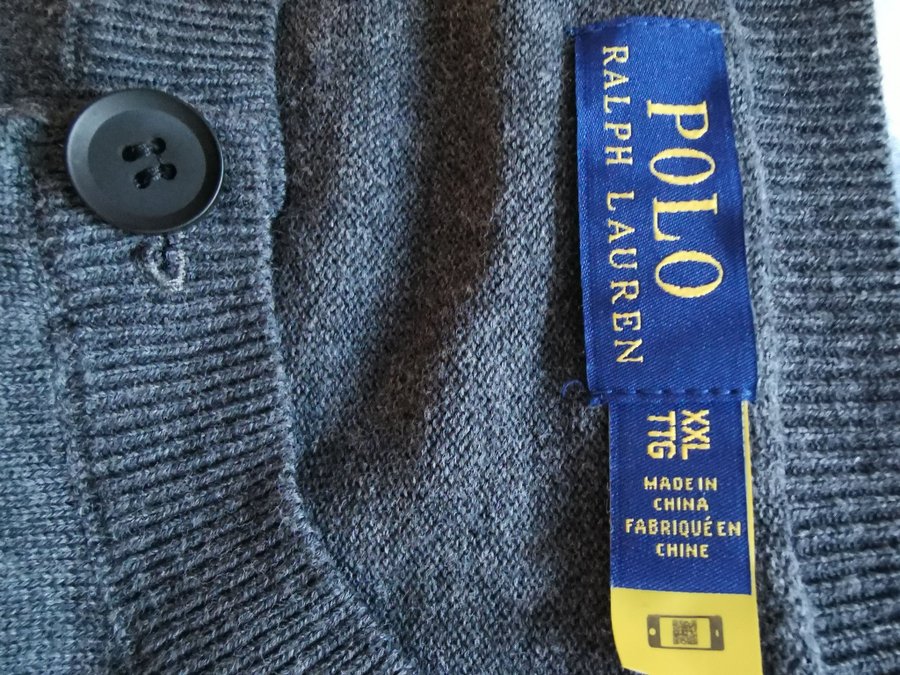 POLO
RALPH LAUREN
XXL
TTG
MADE IN
CHINA
FABRIQUÉ EN
CHINE